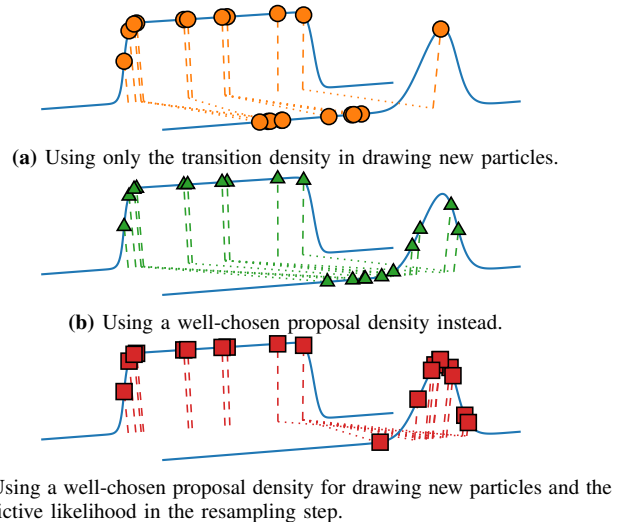 (a) Using only the transition density in drawing new particles.
(b) Using a well-chosen proposal density instead.
Using a well-chosen proposal density for drawing new particles and the
likelihood in the resampling step.